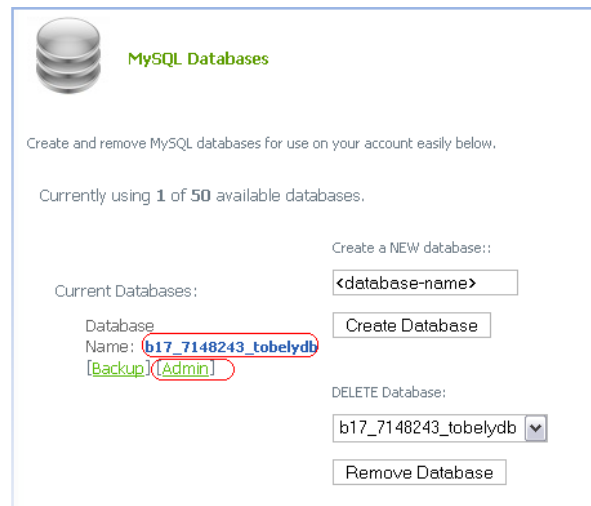 MySQL Databases
Create and remove MySQL databases for use on your account easily below.
Currently using 1 of 50 available databases.
Current Databases:
Database
Name: b17_7148243_tobelydb
[Backup] [Admin]
Create a NEW database::
<database-name>
Create Database
DELETE Database:
b17_7148243_tobelydb
Remove Database